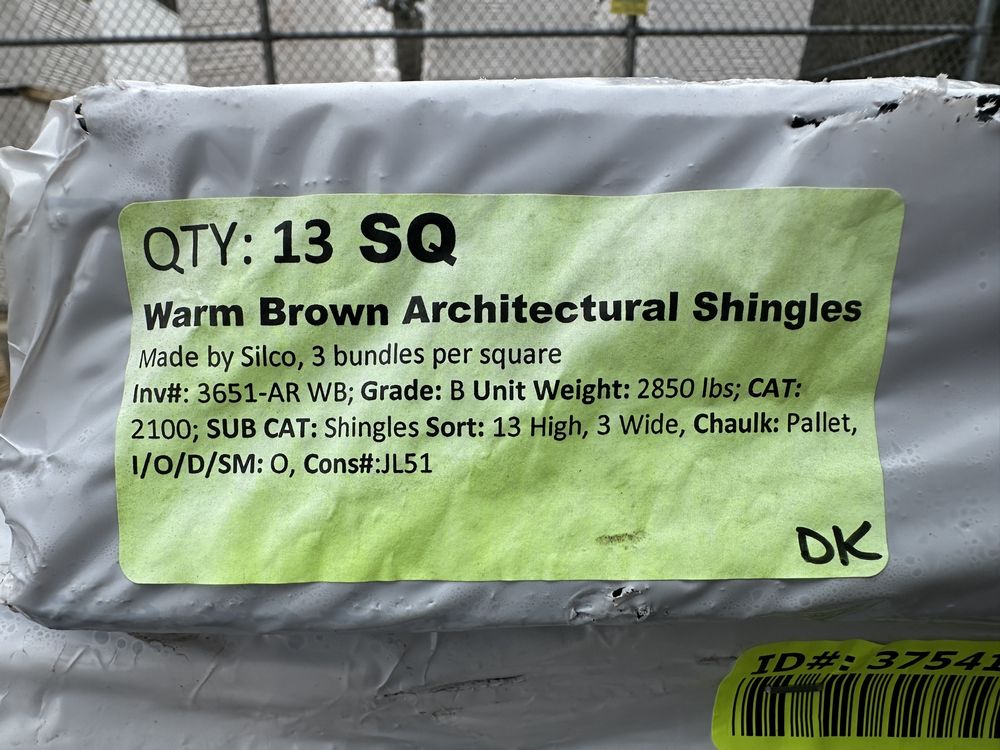 QTY: 13 SQ
Warm Brown Architectural Shingles
Made by Silco, 3 bundles per square
Inv#: 3651-AR WB; Grade: B Unit Weight: 2850 lbs; CAT:
2100; SUB CAT: Shingles Sort: 13 High, 3 Wide, Chaulk: Pallet,
I/O/D/SM: O, Cons#:JL51
DK
ID#: 37541